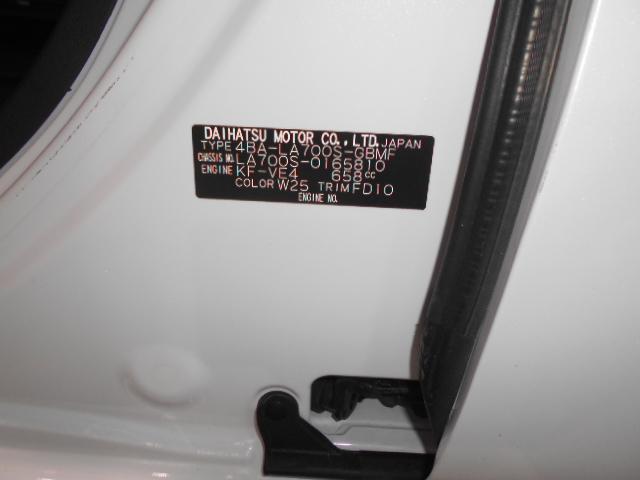 DAIHATSU MOTOR CO., LTD. JAPAN
TYPE 4BA-LA700S-GBMF
CHASSIS NO. LA700S-0165810
ENGINE KF-VE4 658cc
COLOR W25 TRIM FD10
ENGINE NO.